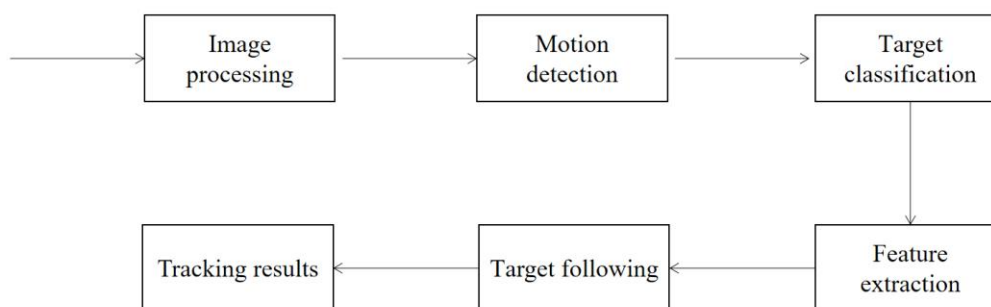 Image
processing
Motion
detection
Target
classification
Feature
extraction
Target following
Tracking results